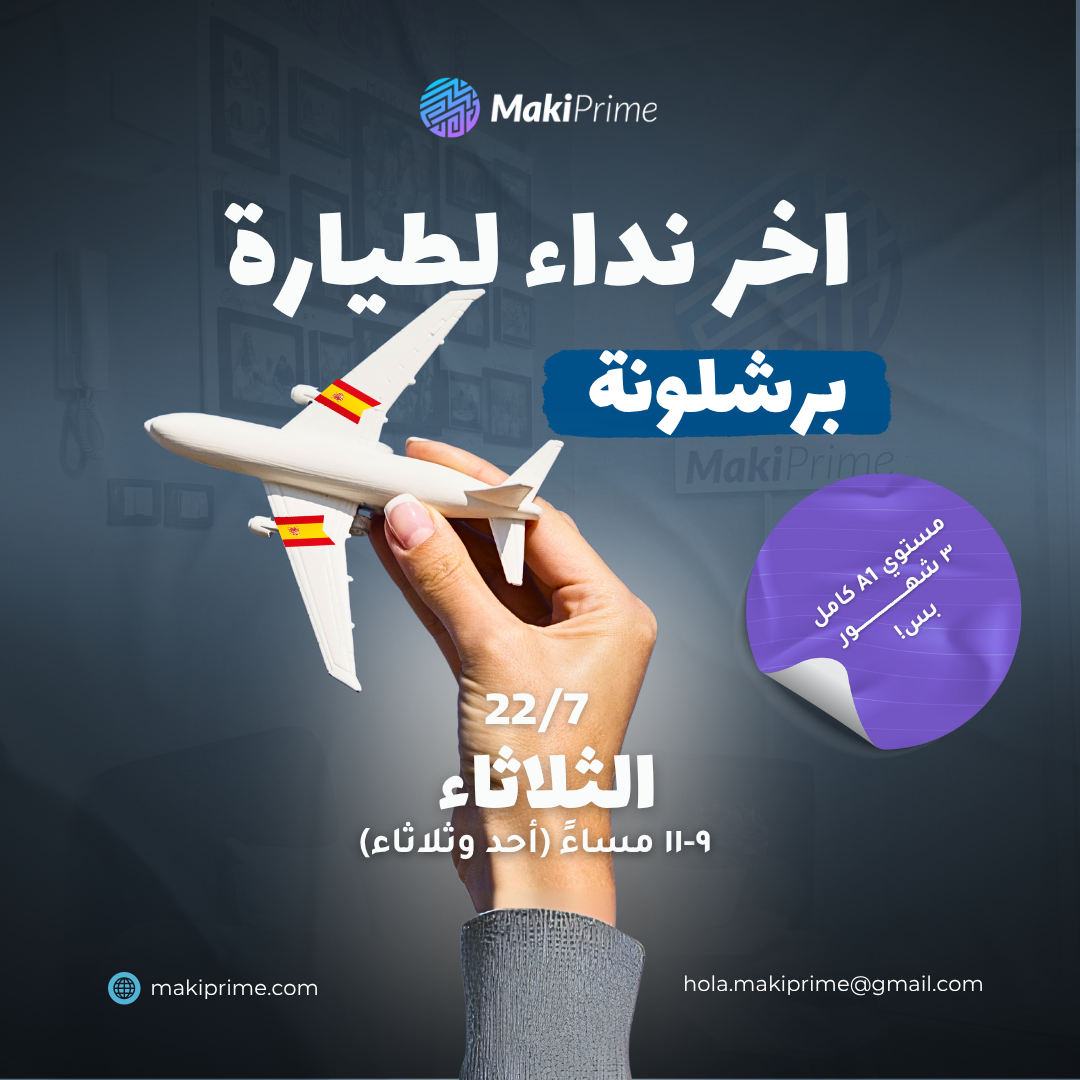 MakiPrime
اخر نداء لطيارة
برشلونة
MakiPrime
مستوي A1 كامل
٣ شهـــــــور
بس!
22/7
الثلاثاء
٩-١١ مساءً (أحد وثلاثاء)
makiprime.com
hola.makiprime@gmail.com